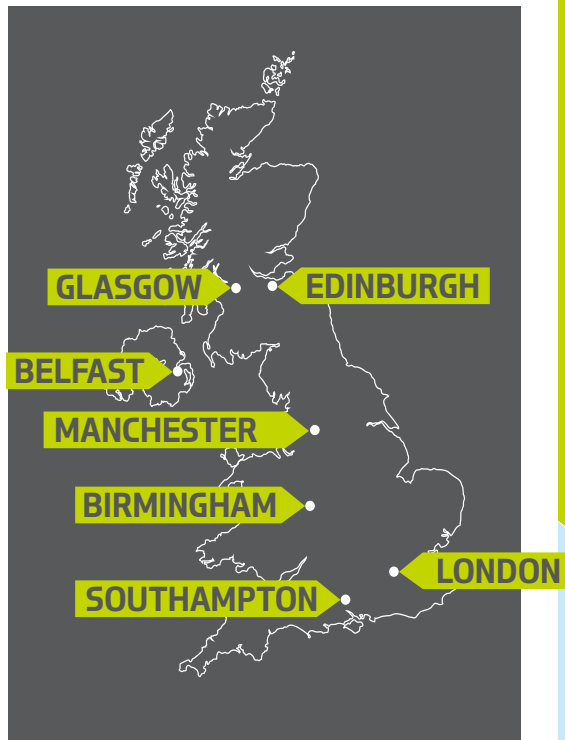 GLASGOW
EDINBURGH
BELFAST
MANCHESTER
BIRMINGHAM
LONDON
SOUTHAMPTON